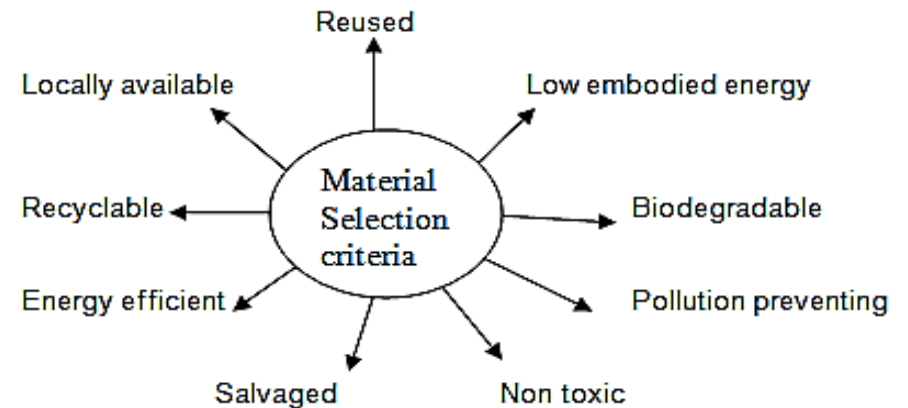 Reused
Locally available
Low embodied energy
Material
Selection
criteria
Recyclable
Biodegradable
Energy efficient
Pollution preventing
Salvaged
Non toxic